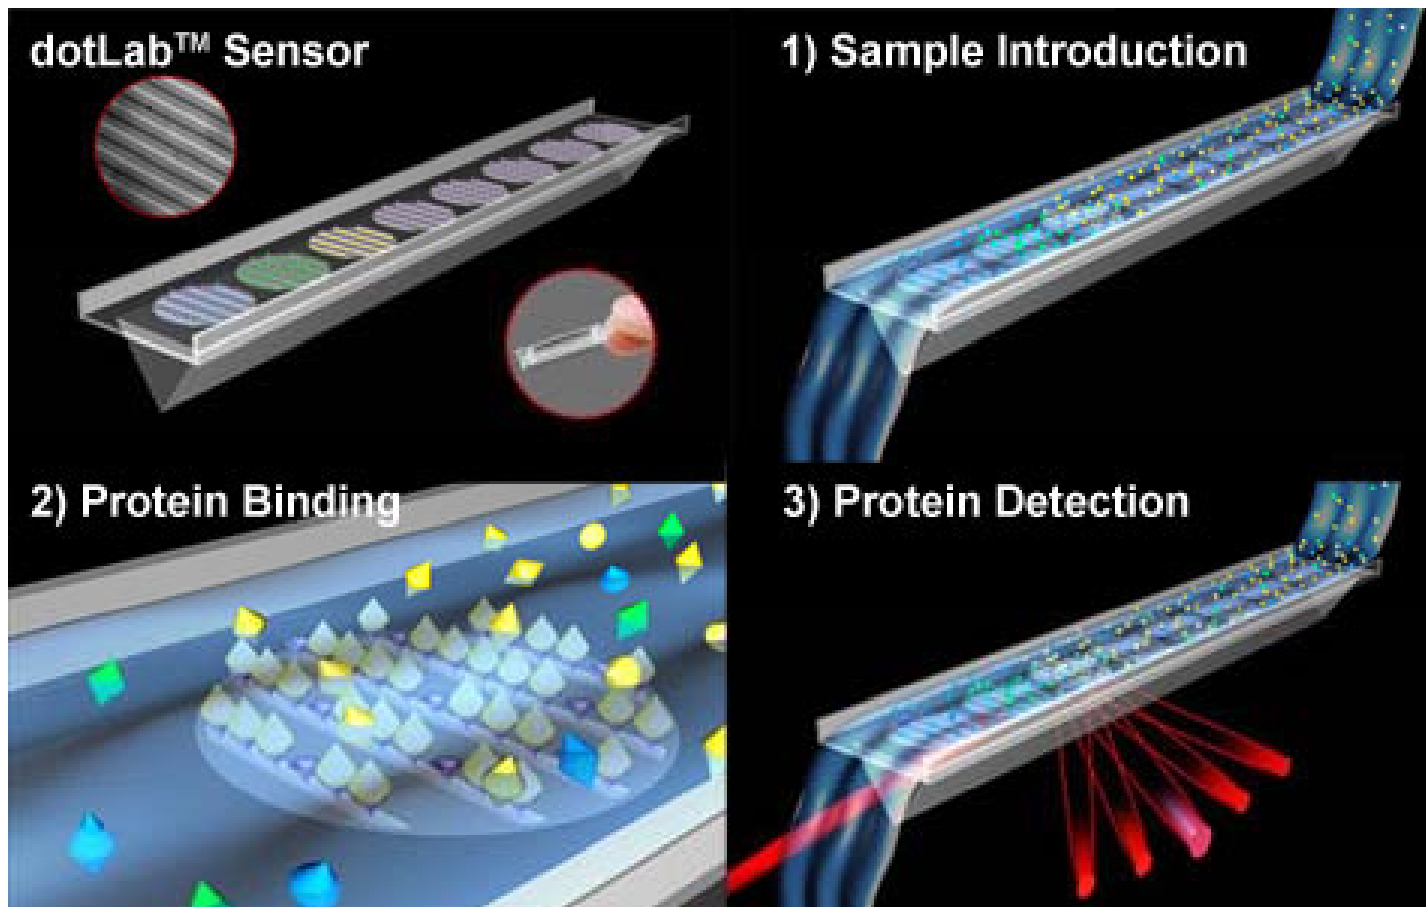 dotLab™ Sensor
1) Sample Introduction
2) Protein Binding
3) Protein Detection